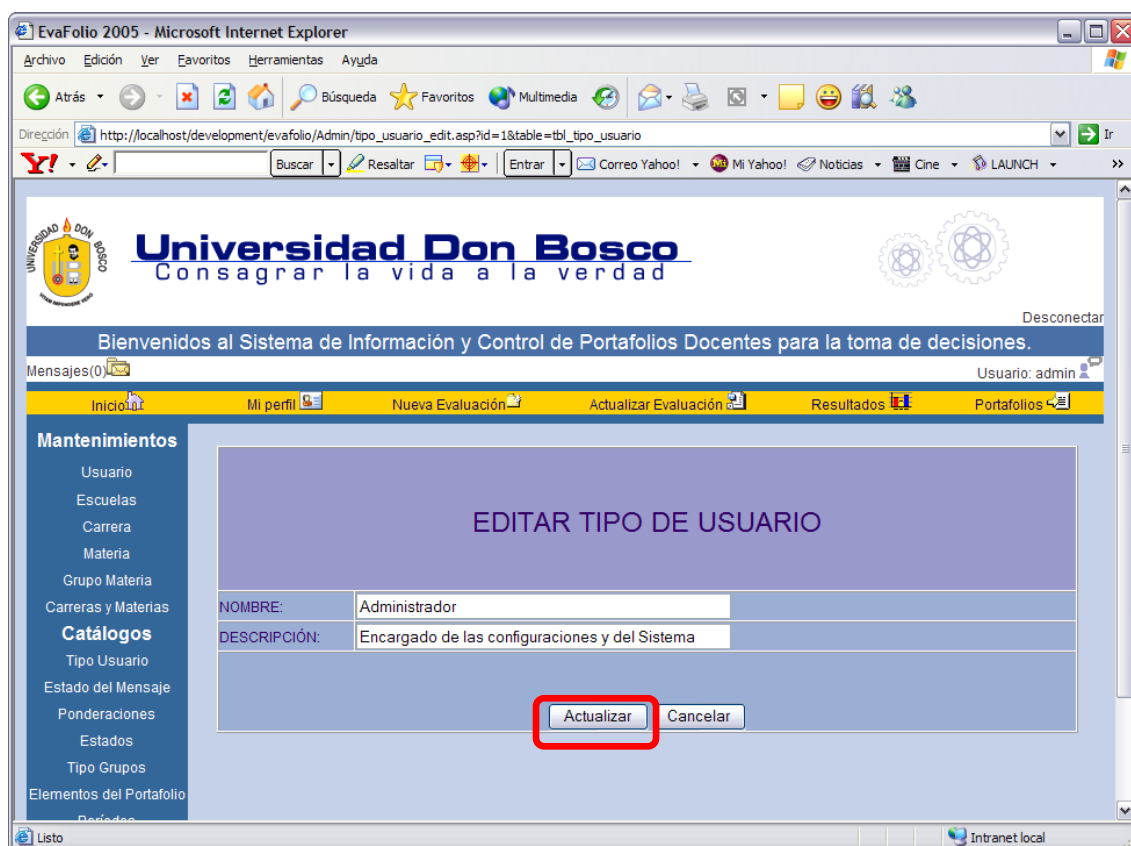 EvaFolio 2005 - Microsoft Internet Explorer
Archivo Edición Ver Favoritos Herramientas Ayuda
Atrás Búsqueda Favoritos Multimedia
Dirección http://localhost/development/evafolio/Admin/tipo_usuario_edit.asp?id=1&table=tbl_tipo_usuario Ir
Y! Buscar Resaltar Entrar Correo Yahoo! Mi Yahoo! Noticias Cine LAUNCH »
UNIVERSIDAD DON BOSCO
Universidad Don Bosco
Consagrar la vida a la verdad
Desconectar
Bienvenidos al Sistema de Información y Control de Portafolios Docentes para la toma de decisiones.
Mensajes(0) Usuario: admin
Inicio Mi perfil Nueva Evaluación Actualizar Evaluación Resultados Portafolios
Mantenimientos
Usuario
Escuelas
Carrera
Materia
Grupo Materia
Carreras y Materias
Catálogos
Tipo Usuario
Estado del Mensaje
Ponderaciones
Estados
Tipo Grupos
Elementos del Portafolio
Períodos
EDITAR TIPO DE USUARIO
NOMBRE: Administrador
DESCRIPCIÓN: Encargado de las configuraciones y del Sistema
Actualizar Cancelar
Listo Intranet local